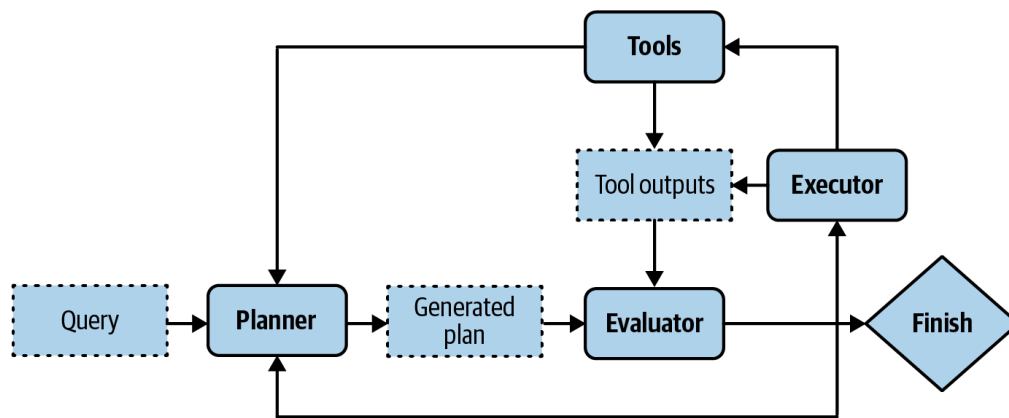 Tools
Tool outputs
Executor
Query
Planner
Generated
plan
Evaluator
Finish